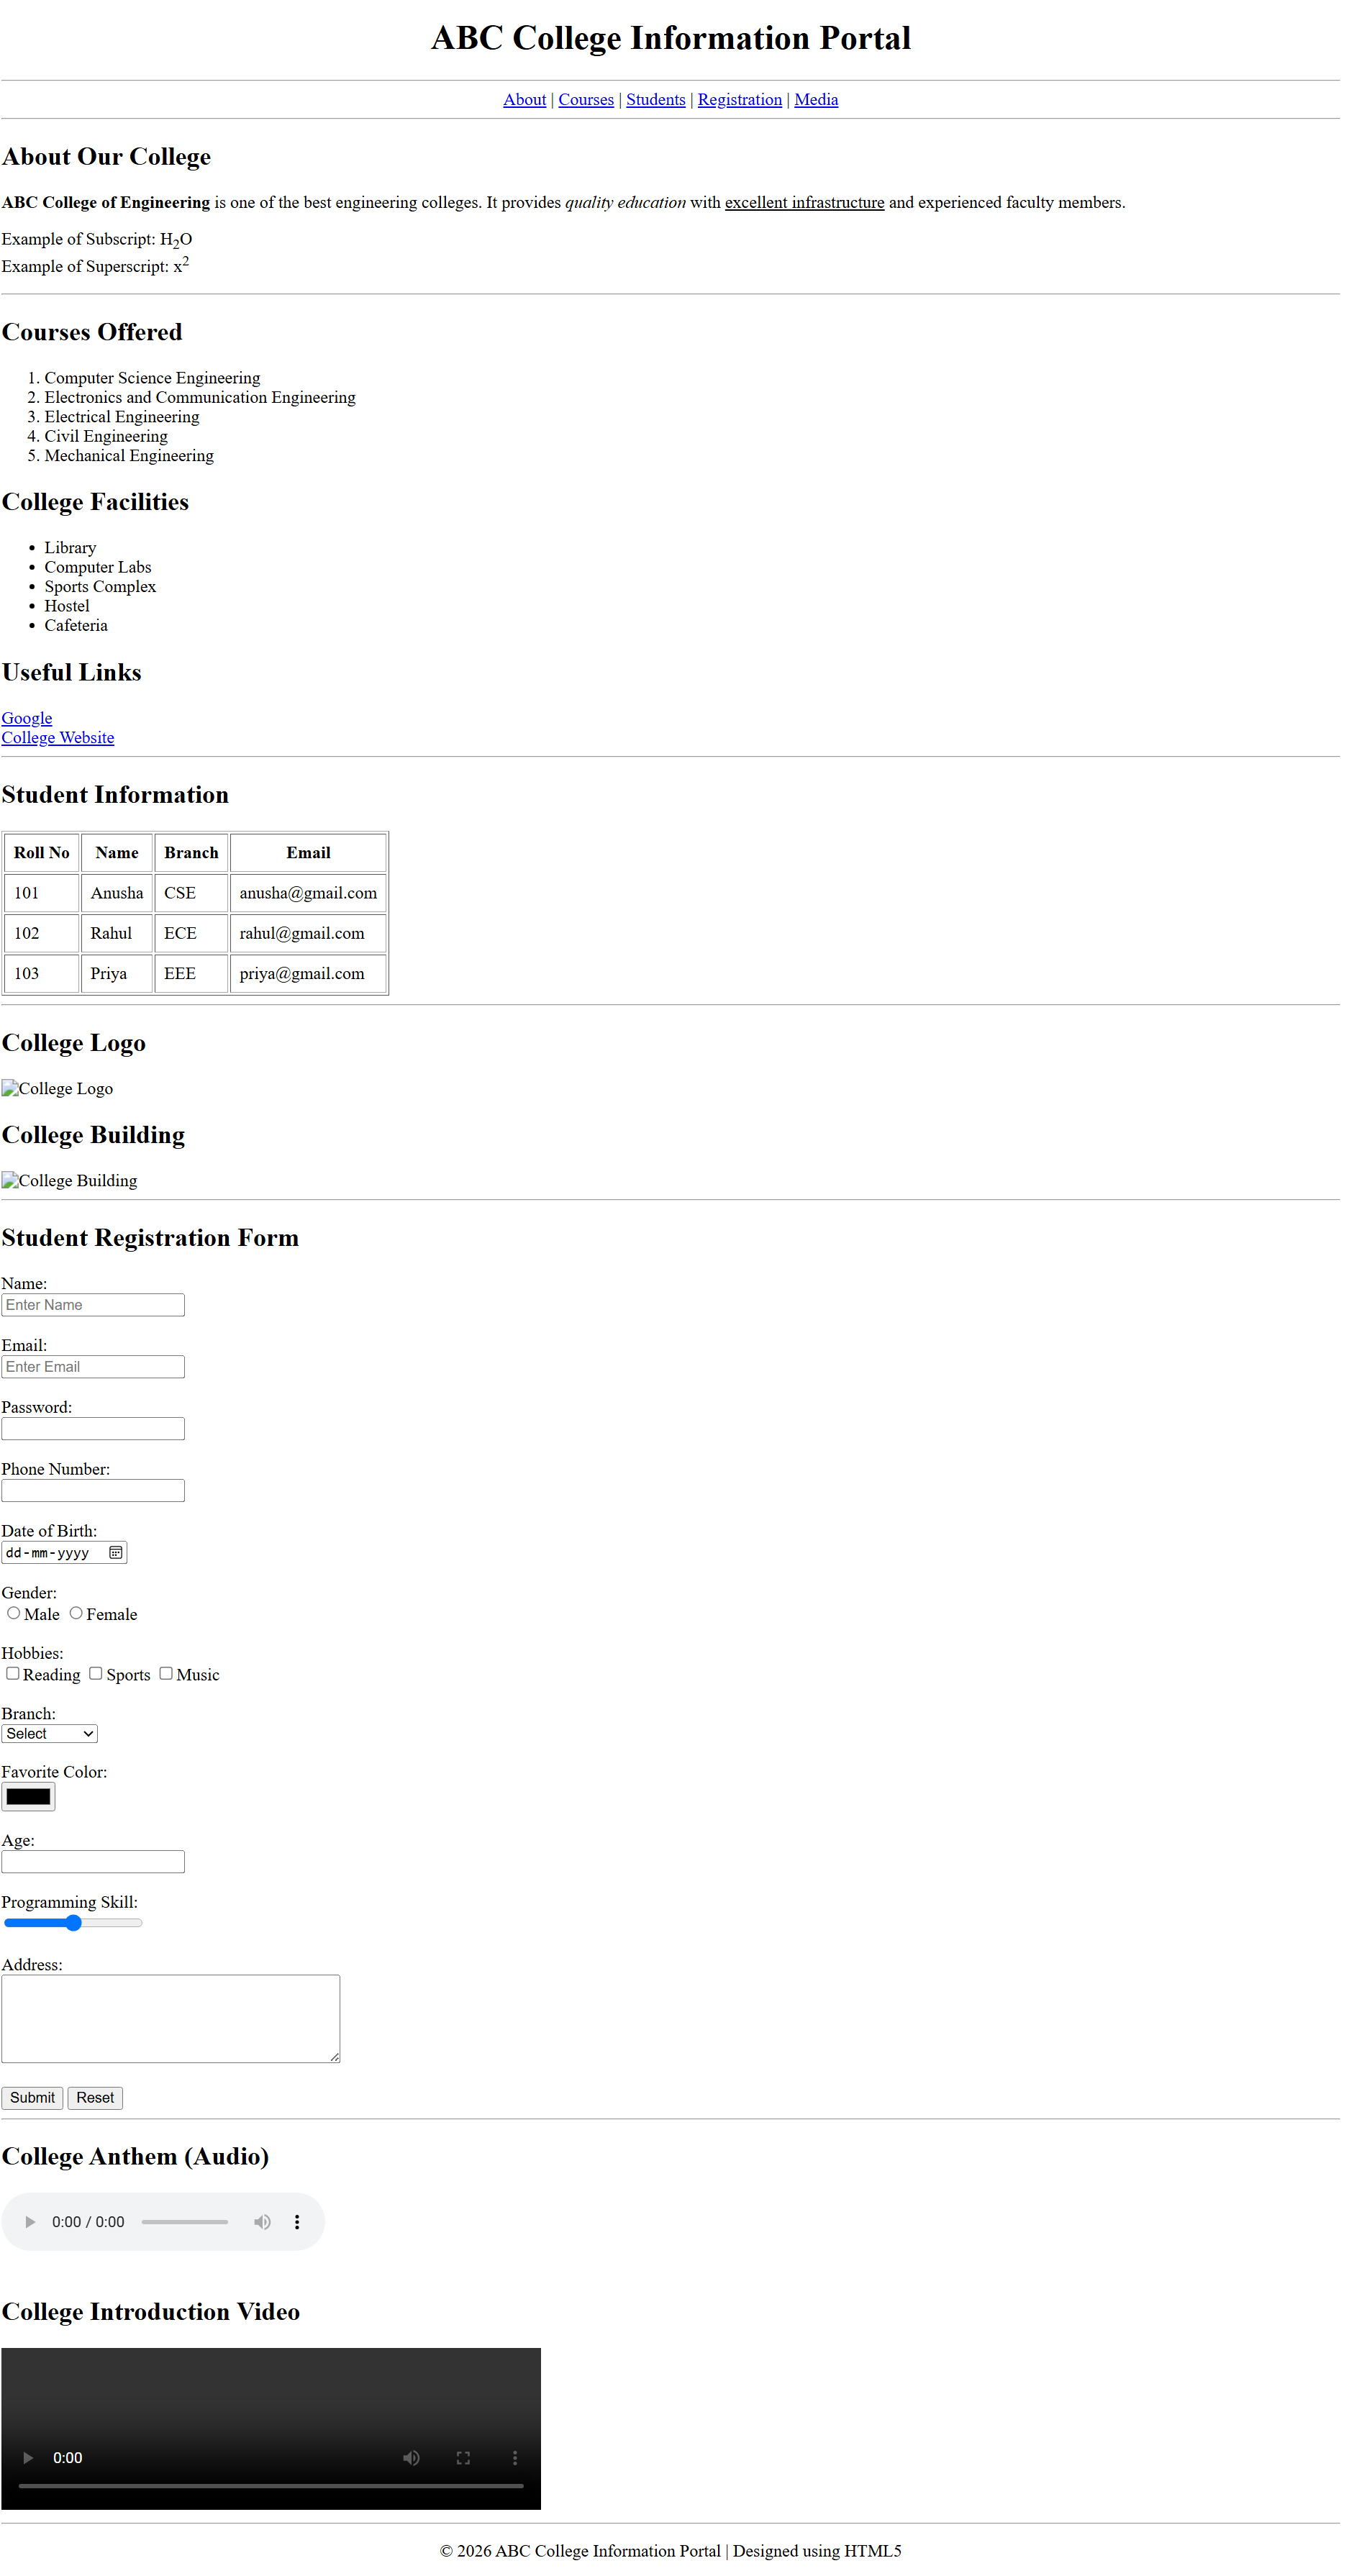 ABC College Information Portal
About | Courses | Students | Registration | Media
About Our College
ABC College of Engineering is one of the best engineering colleges. It provides quality education with excellent infrastructure and experienced faculty members.
Example of Subscript: H₂O
Example of Superscript: x²
Courses Offered
1. Computer Science Engineering
2. Electronics and Communication Engineering
3. Electrical Engineering
4. Civil Engineering
5. Mechanical Engineering
College Facilities
• Library
• Computer Labs
• Sports Complex
• Hostel
• Cafeteria
Useful Links
Google
College Website
Student Information
Roll No Name Branch Email
101 Anusha CSE anusha@gmail.com
102 Rahul ECE rahul@gmail.com
103 Priya EEE priya@gmail.com
College Logo
College Logo
College Building
College Building
Student Registration Form
Name:
Enter Name
Email:
Enter Email
Password:
Phone Number:
Date of Birth:
dd-mm-yyyy
Gender:
Male Female
Hobbies:
Reading Sports Music
Branch:
Select
Favorite Color:
Age:
Programming Skill:
Address:
Submit Reset
College Anthem (Audio)
0:00 / 0:00
College Introduction Video
0:00
© 2026 ABC College Information Portal | Designed using HTML5